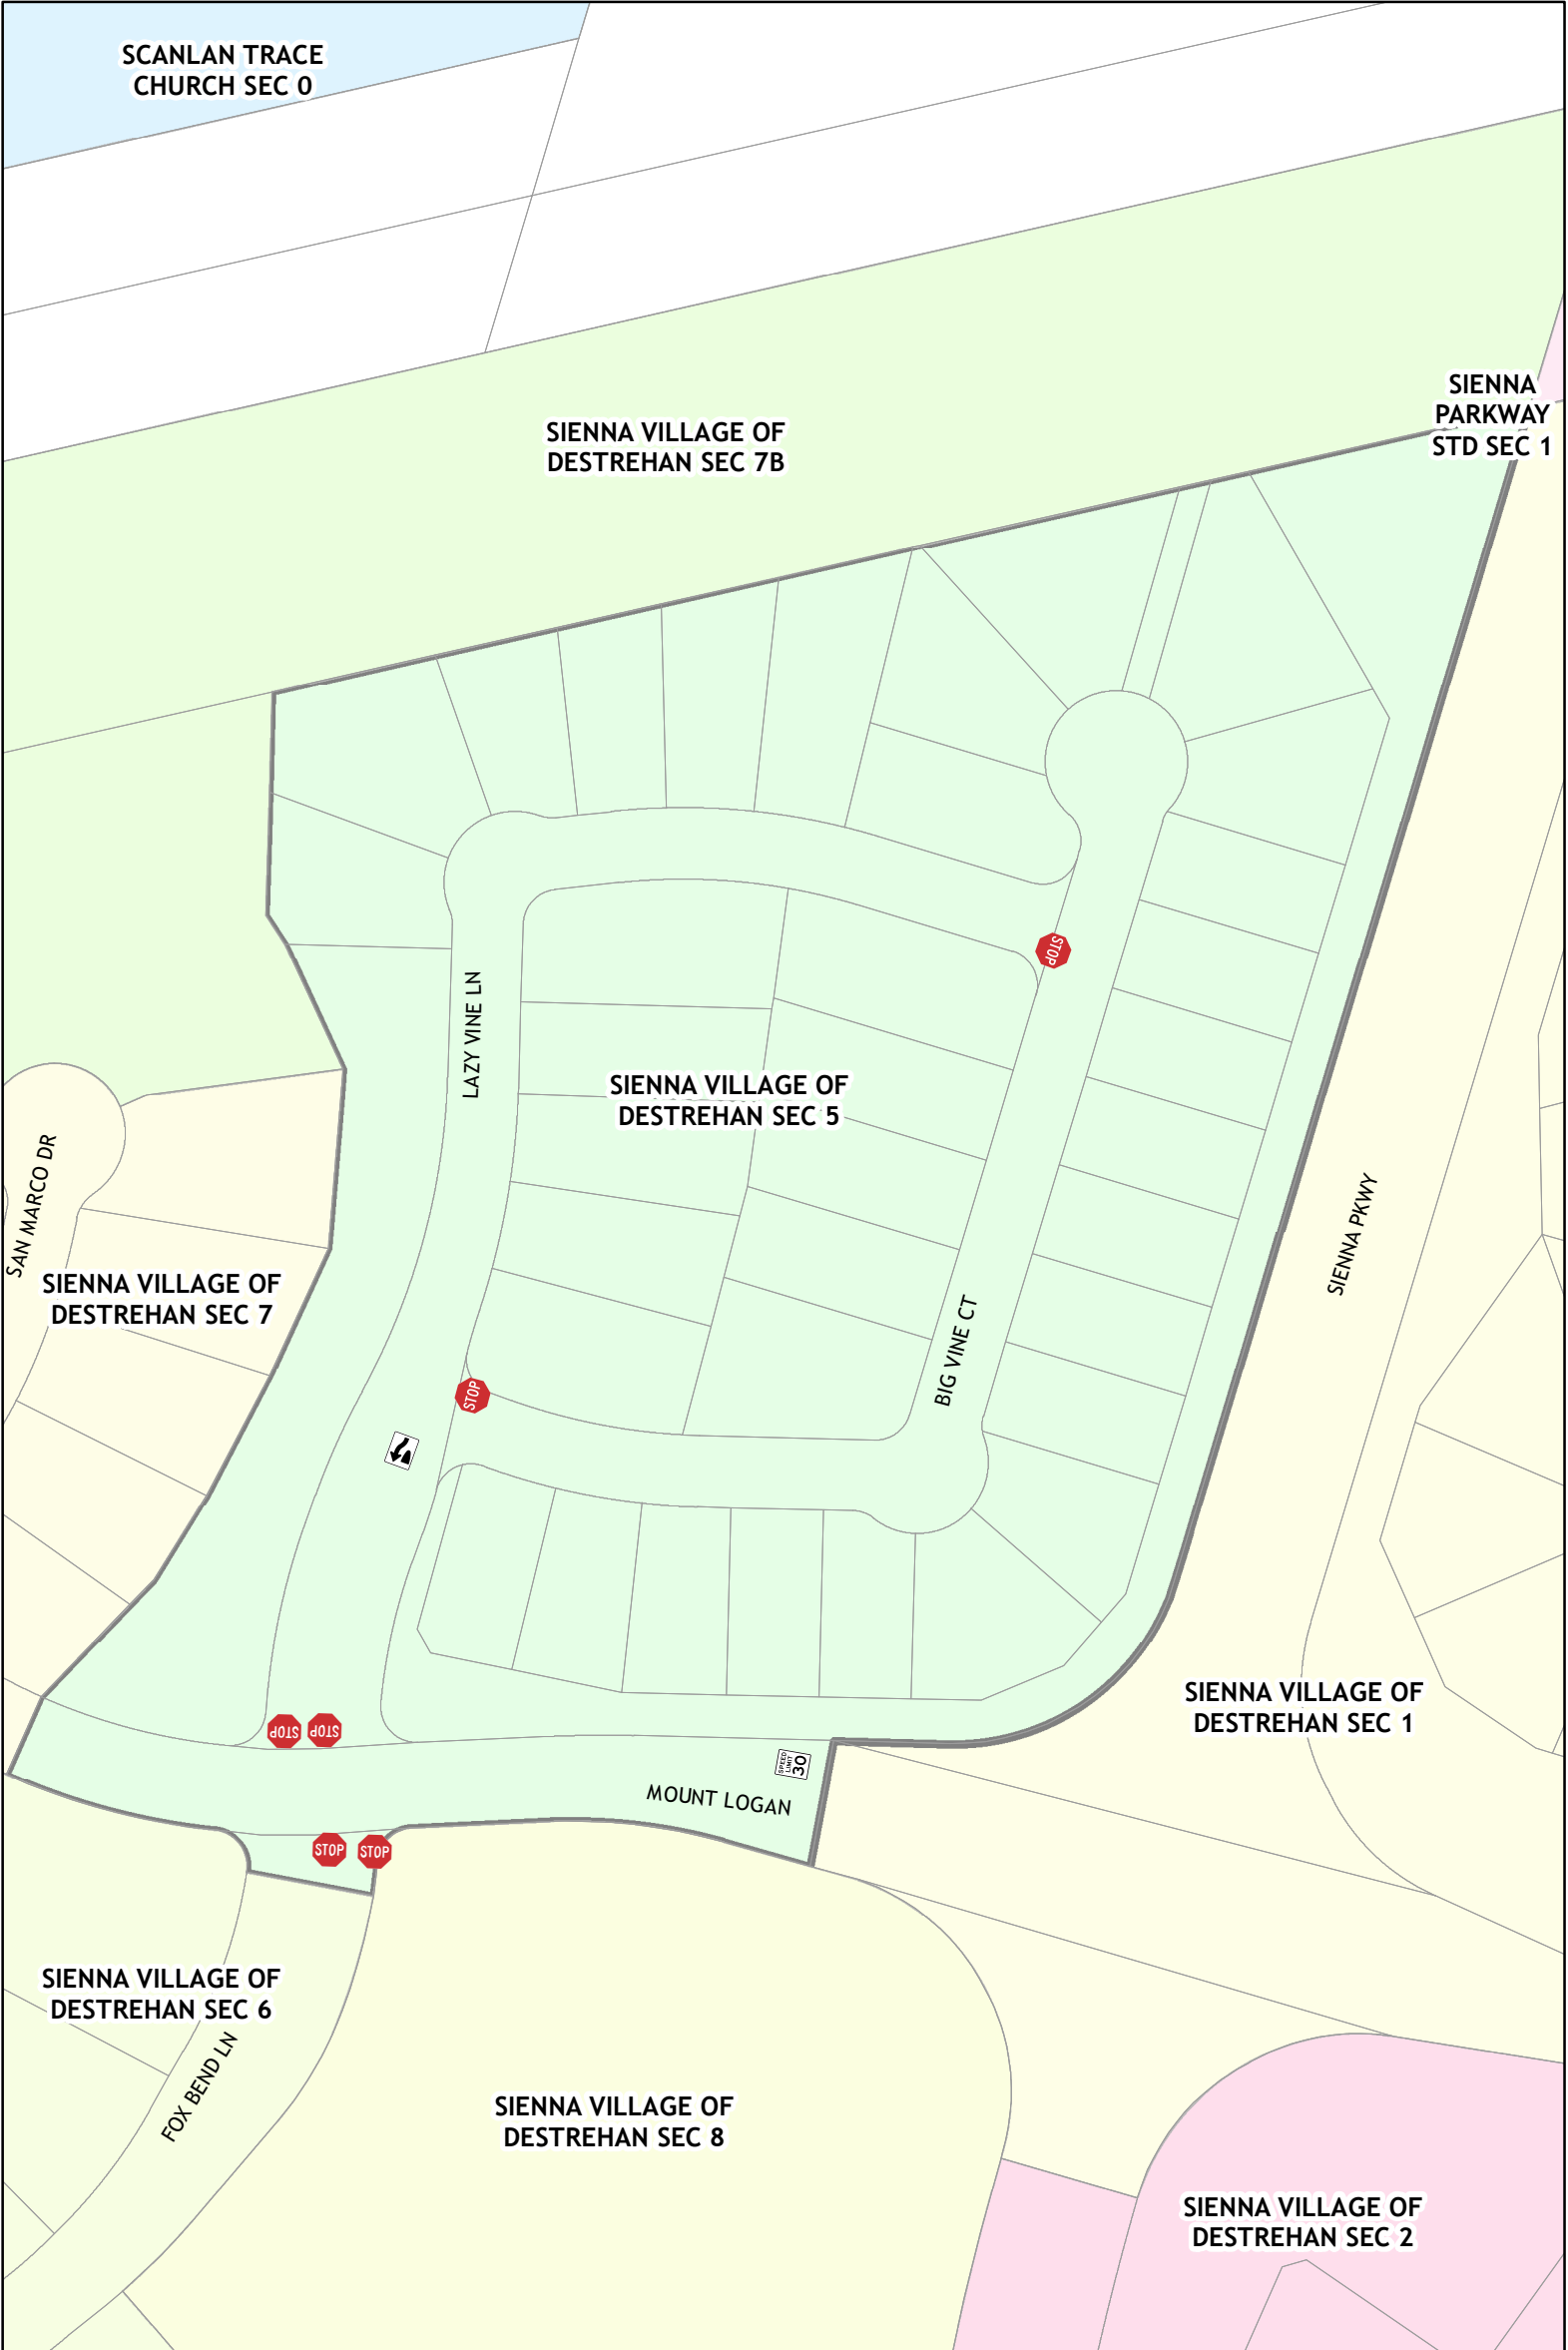 SCANLAN TRACE
CHURCH SEC 0
SIENNA
PARKWAY
STD SEC 1
SIENNA VILLAGE OF
DESTREHAN SEC 7B
STOP
LAZY VINE LN
SIENNA VILLAGE OF
DESTREHAN SEC 5
SAN MARCO DR
SIENNA PKWY
SIENNA VILLAGE OF
DESTREHAN SEC 7
BIG VINE CT
STOP
SIENNA VILLAGE OF
DESTREHAN SEC 1
STOP
STOP
SPEED
LIMIT
30
MOUNT LOGAN
STOP
STOP
SIENNA VILLAGE OF
DESTREHAN SEC 6
FOX BEND LN
SIENNA VILLAGE OF
DESTREHAN SEC 8
SIENNA VILLAGE OF
DESTREHAN SEC 2